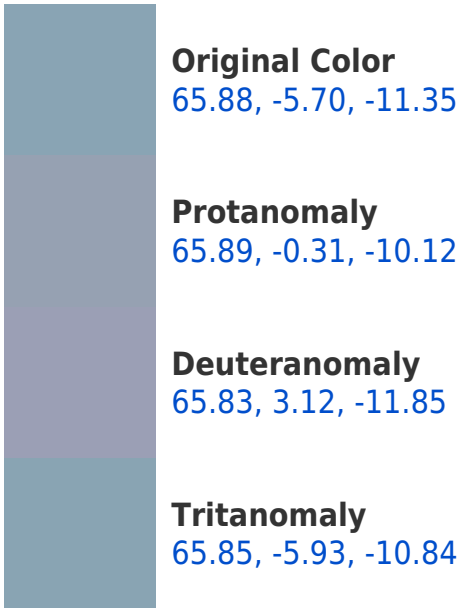 Original Color
65.88, -5.70, -11.35
Protanomaly
65.89, -0.31, -10.12
Deuteranomaly
65.83, 3.12, -11.85
Tritanomaly
65.85, -5.93, -10.84